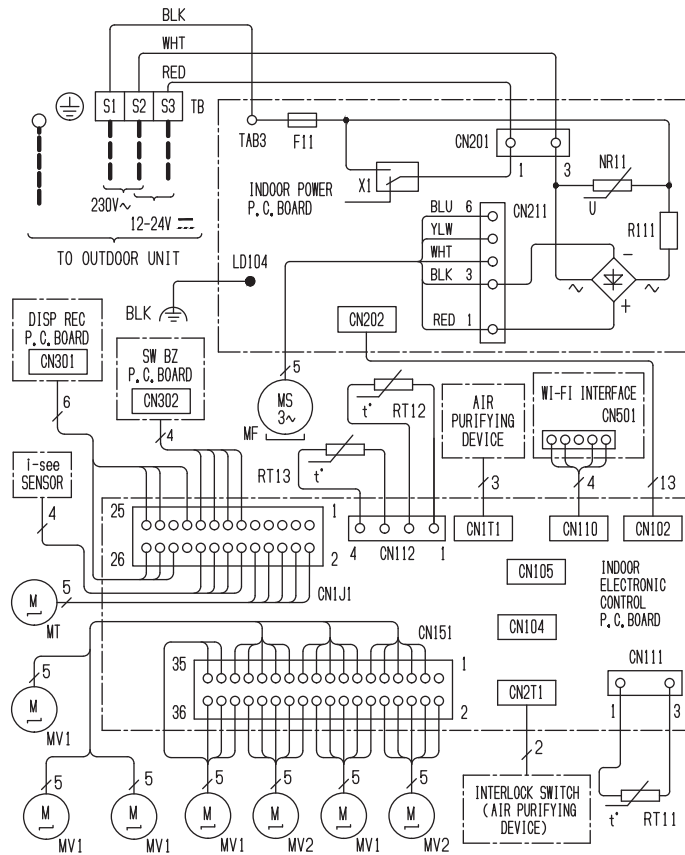 BLK
WHT
RED
S1 S2 S3 TB
TAB3
F11
CN201
1 3
NR11
U
X1
INDOOR POWER
P.C.BOARD
230V~
12-24V
TO OUTDOOR UNIT
BLU 6
CN211
YLW
WHT
BLK 3
RED 1
R111
LD104
BLK
~ ~
-
+
DISP REC
P.C.BOARD
CN301
SW BZ
P.C.BOARD
CN302
CN202
6
4
5
MS
3~
MF
t°
RT12
RT13
t°
AIR
PURIFYING
DEVICE
WI-FI INTERFACE
CN501
i-see
SENSOR
4
3
4
13
25 1
26 2
CN1J1
4 1
CN112
CN1T1
CN110
CN102
CN105
INDOOR
ELECTRONIC
CONTROL
P.C.BOARD
CN104
M
5
MT
CN151
35 1
36 2
CN2T1
CN111
1 3
M
5
MV1
2
INTERLOCK SWITCH
(AIR PURIFYING
DEVICE)
t°
RT11
5 5 5 5 5 5
M M M M M M
MV1 MV1 MV1 MV2 MV1 MV2